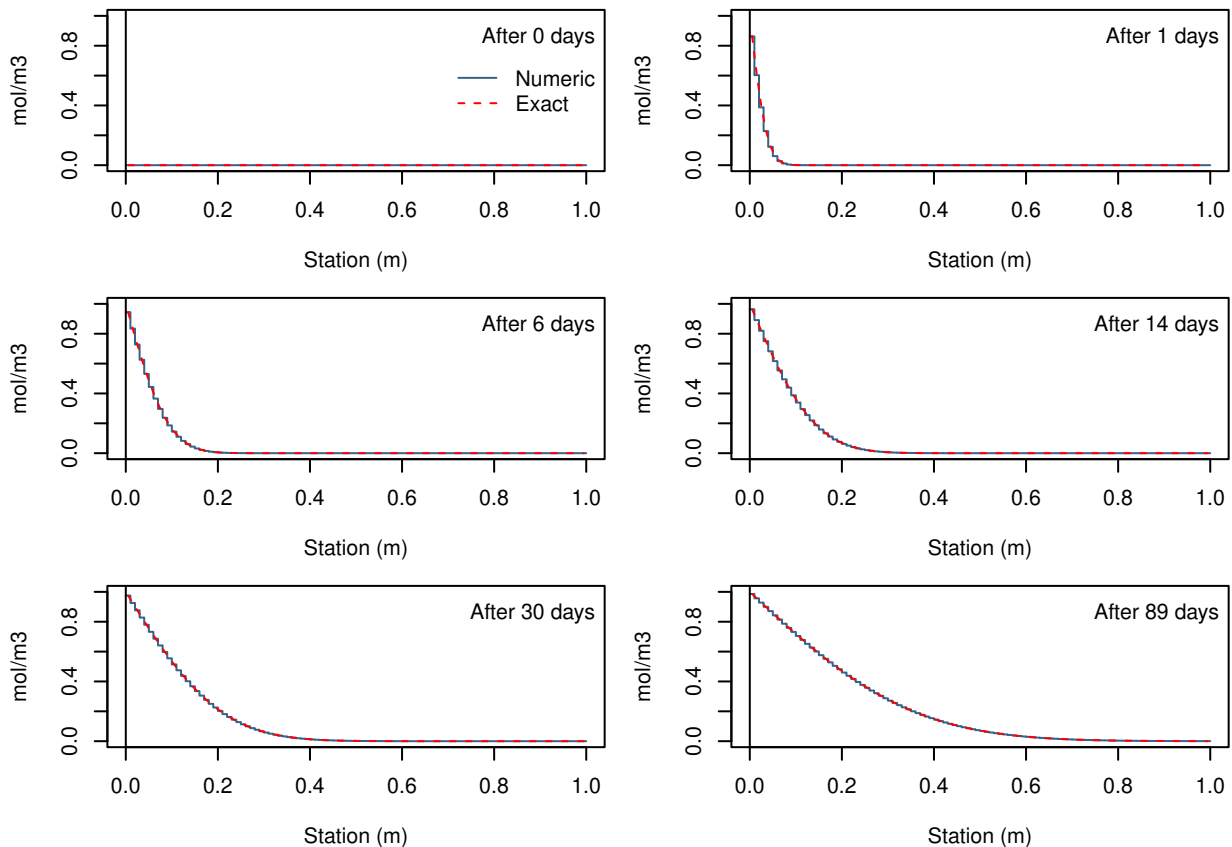 After 0 days
Numeric
Exact
mol/m3
0.0 0.4 0.8
0.0 0.2 0.4 0.6 0.8 1.0
Station (m)
After 1 days
mol/m3
0.0 0.4 0.8
0.0 0.2 0.4 0.6 0.8 1.0
Station (m)
After 6 days
mol/m3
0.0 0.4 0.8
0.0 0.2 0.4 0.6 0.8 1.0
Station (m)
After 14 days
mol/m3
0.0 0.4 0.8
0.0 0.2 0.4 0.6 0.8 1.0
Station (m)
After 30 days
mol/m3
0.0 0.4 0.8
0.0 0.2 0.4 0.6 0.8 1.0
Station (m)
After 89 days
mol/m3
0.0 0.4 0.8
0.0 0.2 0.4 0.6 0.8 1.0
Station (m)